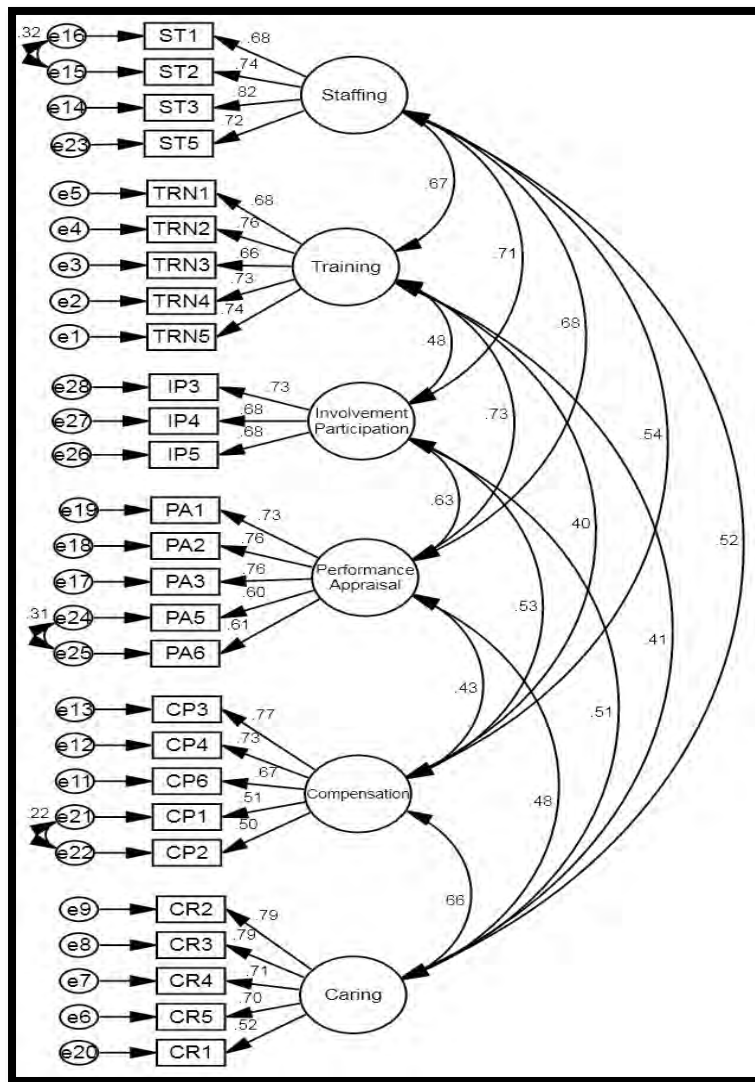 .32
e16 ST1 .68
e15 ST2 .74
e14 ST3 .82
e23 ST5 .72
Staffing
e5 TRN1 .68
e4 TRN2 .76
e3 TRN3 .66
e2 TRN4 .73
e1 TRN5 .74
Training
e28 IP3 .73
e27 IP4 .68
e26 IP5 .68
Involvement
Participation
e19 PA1 .73
e18 PA2 .76
e17 PA3 .76
.31
e24 PA5 .60
e25 PA6 .61
Performance
Appraisal
e13 CP3 .77
e12 CP4 .73
e11 CP6 .67
.22
e21 CP1 .51
e22 CP2 .50
Compensation
e9 CR2 .79
e8 CR3 .79
e7 CR4 .71
e6 CR5 .70
e20 CR1 .52
Caring
.67
.71
.68
.48
.73
.54
.63
.40
.52
.53
.41
.43
.51
.48
.66